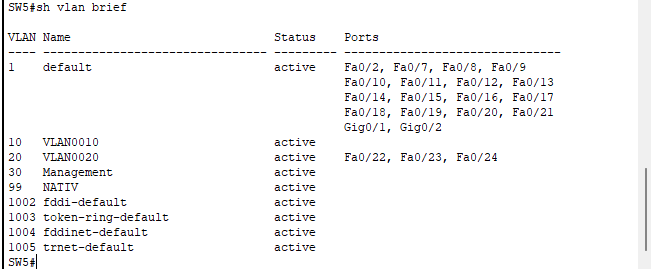 SW5#sh vlan brief
VLAN Name                             Status    Ports
---- -------------------------------- --------- -------------------------------
1    default                          active    Fa0/2, Fa0/7, Fa0/8, Fa0/9
                                                Fa0/10, Fa0/11, Fa0/12, Fa0/13
                                                Fa0/14, Fa0/15, Fa0/16, Fa0/17
                                                Fa0/18, Fa0/19, Fa0/20, Fa0/21
                                                Gig0/1, Gig0/2
10   VLAN0010                         active
20   VLAN0020                         active    Fa0/22, Fa0/23, Fa0/24
30   Management                       active
99   NATIV                            active
1002 fddi-default                     active
1003 token-ring-default               active
1004 fddinet-default                  active
1005 trnet-default                    active
SW5#